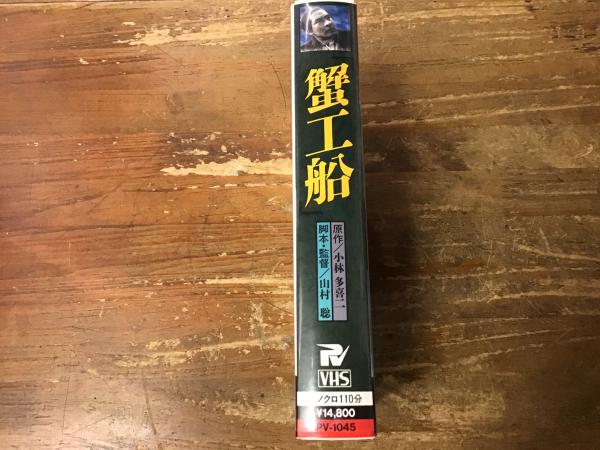 蟹工船
原作／小林多喜二
脚本・監督／山村 聡
VHS
ノクロ110分
¥14,800
PV-1045